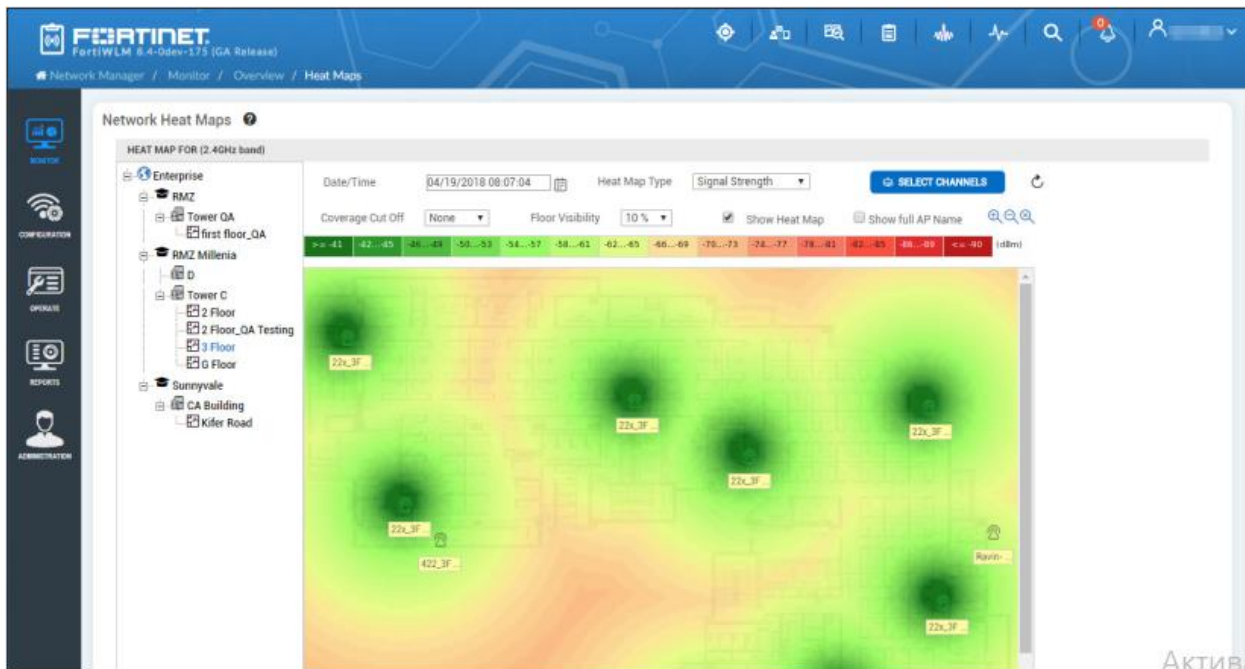 FORTINET
FortiWLM 8.4-0dev-175 (GA Release)
0
Network Manager / Monitor / Overview / Heat Maps
MONITOR
CONFIGURATION
OPERATE
REPORTS
ADMINISTRATION
Network Heat Maps
HEAT MAP FOR (2.4GHz band)
Enterprise
RMZ
Tower QA
first floor_QA
RMZ Millenia
D
Tower C
2 Floor
2 Floor_QA Testing
3 Floor
G Floor
Sunnyvale
CA Building
Kifer Road
Date/Time 04/19/2018 08:07:04 Heat Map Type Signal Strength SELECT CHANNELS
Coverage Cut Off None Floor Visibility 10 % Show Heat Map Show full AP Name
>= -41 -42...-45 -46...-49 -50...-53 -54...-57 -58...-61 -62...-65 -66...-69 -70...-73 -74...-77 -78...-81 -82...-85 -86...-89 <= -90 (dBm)
22x_3F...
22x_3F...
22x_3F...
22x_3F...
22x_3F...
422_3F...
Ravin-...
22x_3F...
Актив